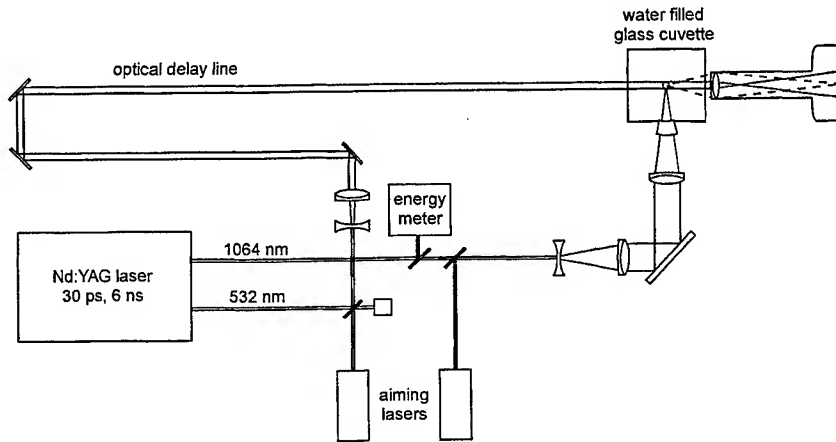 water filled
glass cuvette
optical delay line
energy
meter
1064 nm
Nd:YAG laser
30 ps, 6 ns
532 nm
aiming
lasers